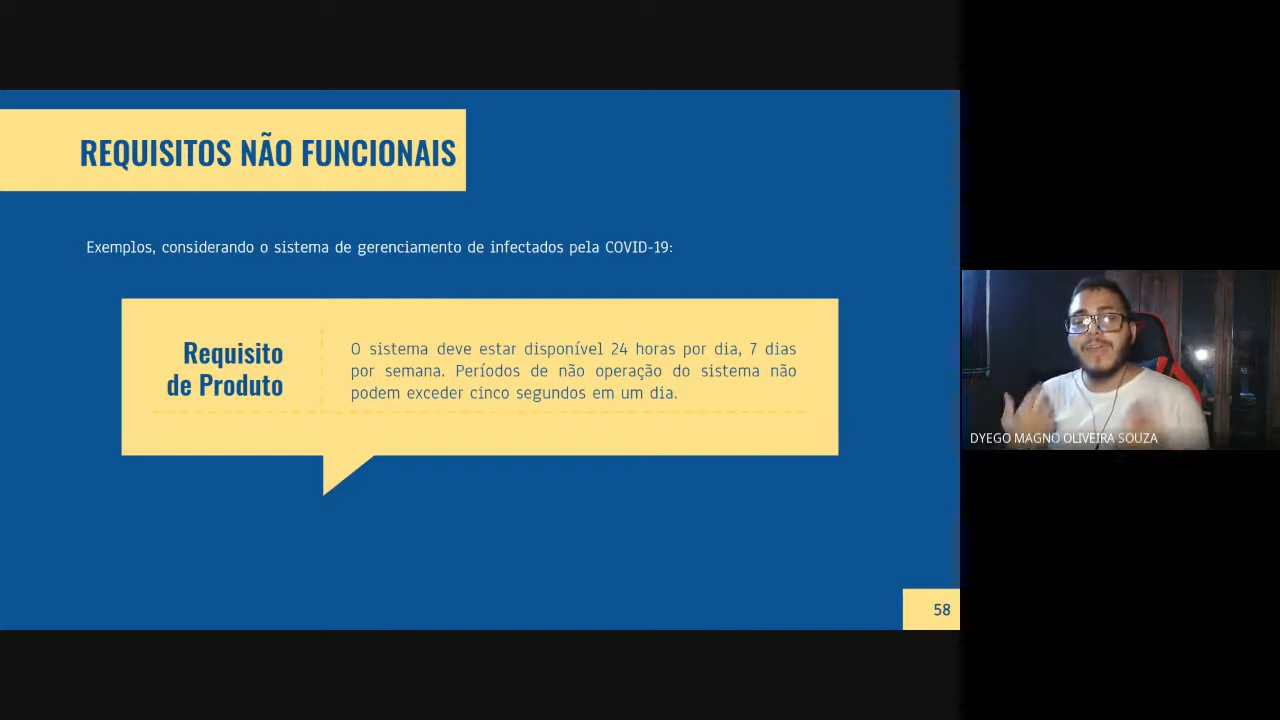 REQUISITOS NÃO FUNCIONAIS
Exemplos, considerando o sistema de gerenciamento de infectados pela COVID-19:
Requisito
de Produto
O sistema deve estar disponível 24 horas por dia, 7 dias
por semana. Períodos de não operação do sistema não
podem exceder cinco segundos em um dia.
58
DYEGO MAGNO OLIVEIRA SOUZA